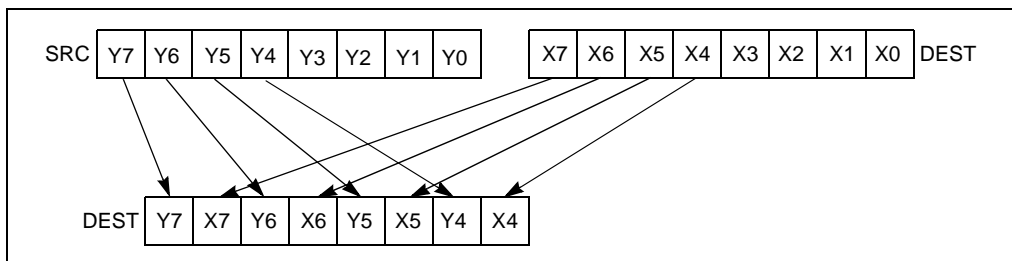 SRC Y7 Y6 Y5 Y4 Y3 Y2 Y1 Y0 X7 X6 X5 X4 X3 X2 X1 X0 DEST
DEST Y7 X7 Y6 X6 Y5 X5 Y4 X4